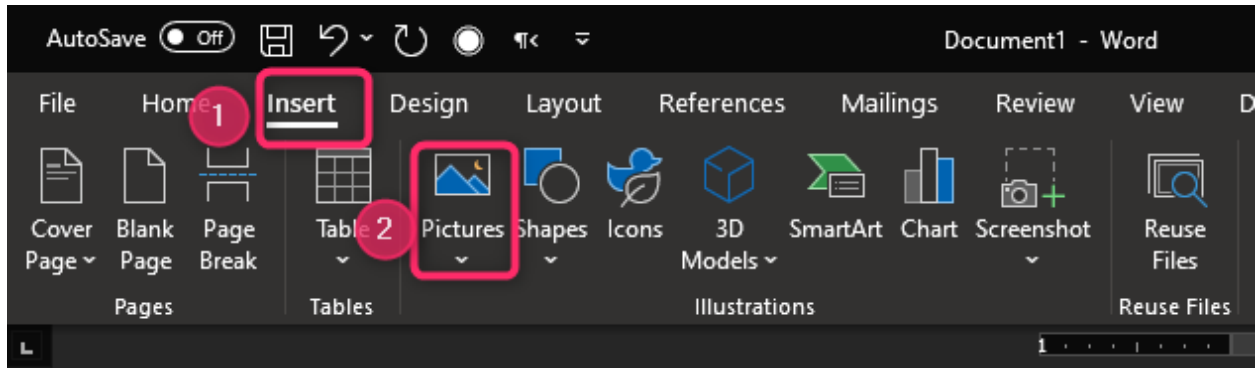 AutoSave Off Document1 - Word
File Home Insert Design Layout References Mailings Review View D
1
2
Cover Blank Page Table Pictures Shapes Icons 3D SmartArt Chart Screenshot Reuse
Page Page Break Models Files
Pages Tables Illustrations Reuse Files
L 1